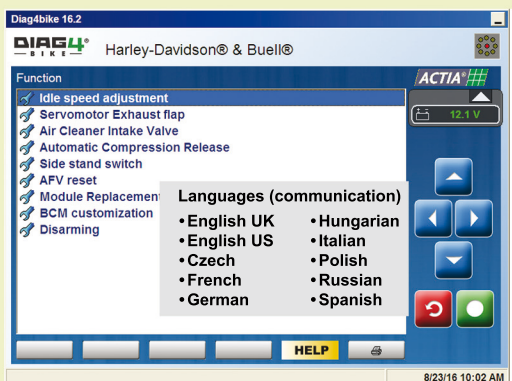 Diag4bike 16.2
DIAG4®
BIKE
Harley-Davidson® & Buell®
Function
ACTIA®
Idle speed adjustment
Servomotor Exhaust flap
Air Cleaner Intake Valve
Automatic Compression Release
Side stand switch
AFV reset
Module Replacement
BCM customization
Disarming
12.1 V
Languages (communication)
•English UK
•English US
•Czech
•French
•German
•Hungarian
•Italian
•Polish
•Russian
•Spanish
HELP
8/23/16 10:02 AM